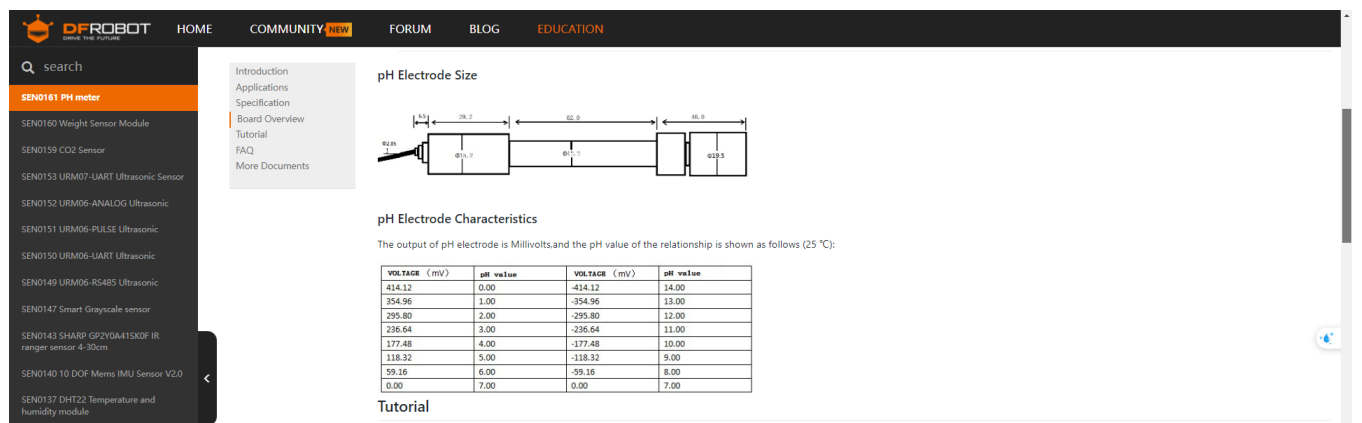 DFROBOT
DRIVE THE FUTURE
HOME
COMMUNITY NEW
FORUM
BLOG
EDUCATION
search
SEN0161 PH meter
SEN0160 Weight Sensor Module
SEN0159 CO2 Sensor
SEN0153 URM07-UART Ultrasonic Sensor
SEN0152 URM06-ANALOG Ultrasonic
SEN0151 URM06-PULSE Ultrasonic
SEN0150 URM06-UART Ultrasonic
SEN0149 URM06-RS485 Ultrasonic
SEN0147 Smart Grayscale sensor
SEN0143 SHARP GP2Y0A41SK0F IR
ranger sensor 4-30cm
SEN0140 10 DOF Mems IMU Sensor V2.0
SEN0137 DHT22 Temperature and
humidity module
Introduction
Applications
Specification
Board Overview
Tutorial
FAQ
More Documents
pH Electrode Size
62.0
46.0
Φ19.5
pH Electrode Characteristics
The output of pH electrode is Millivolts,and the pH value of the relationship is shown as follows (25 ℃):
VOLTAGE （mV） pH value VOLTAGE （mV） pH value
414.12 0.00 -414.12 14.00
354.96 1.00 -354.96 13.00
295.80 2.00 -295.80 12.00
236.64 3.00 -236.64 11.00
177.48 4.00 -177.48 10.00
118.32 5.00 -118.32 9.00
59.16 6.00 -59.16 8.00
0.00 7.00 0.00 7.00
Tutorial